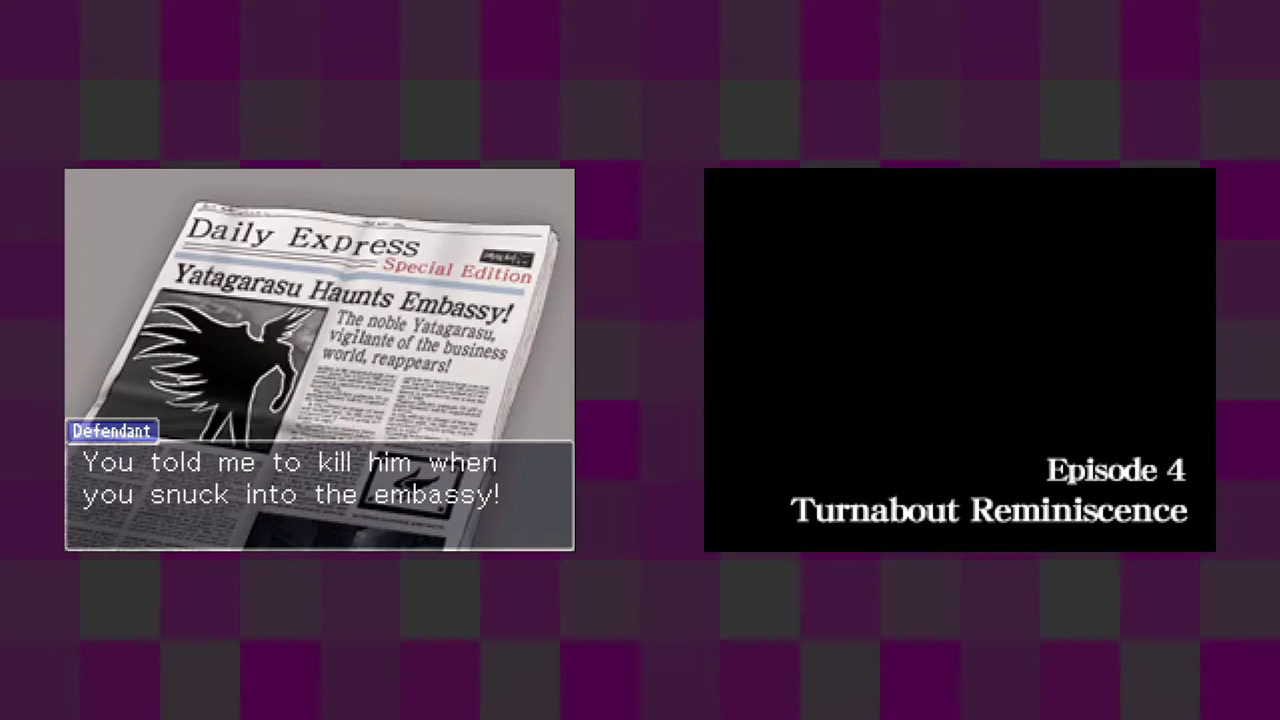 Daily Express
Special Edition
Yatagarasu Haunts Embassy!
The noble Yatagarasu,
vigilante of the business
world, reappears!
Defendant
You told me to kill him when
you snuck into the embassy!
Episode 4
Turnabout Reminiscence